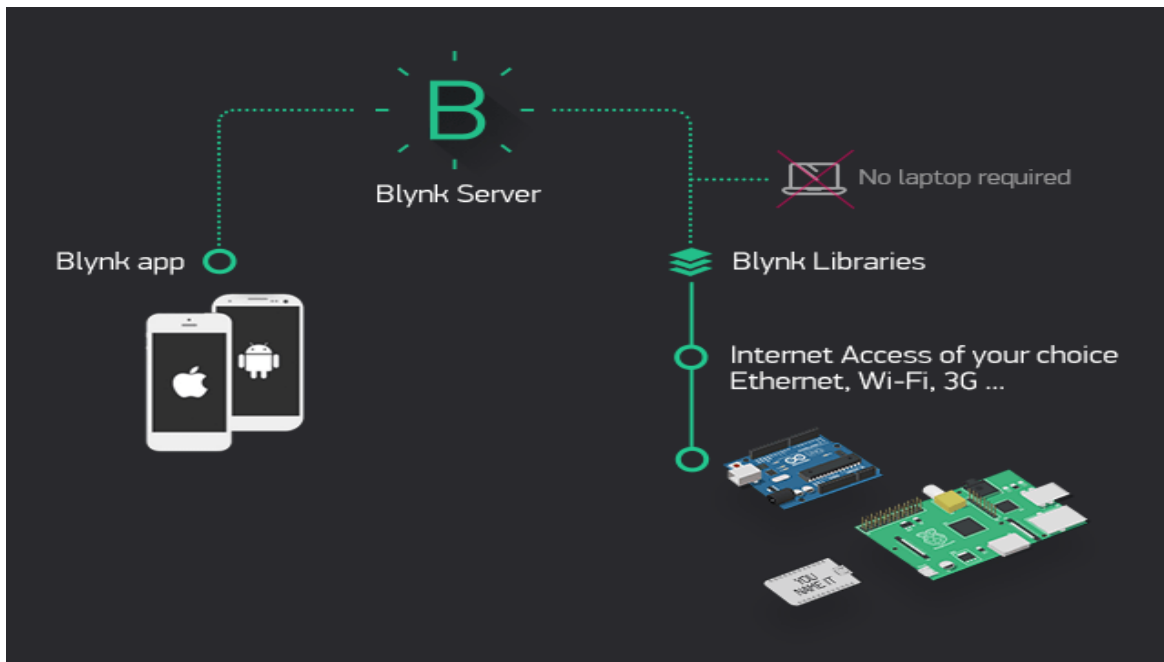 B
Blynk Server
No laptop required
Blynk app
Blynk Libraries
Internet Access of your choice
Ethernet, Wi-Fi, 3G ...
YOU
NAME IT